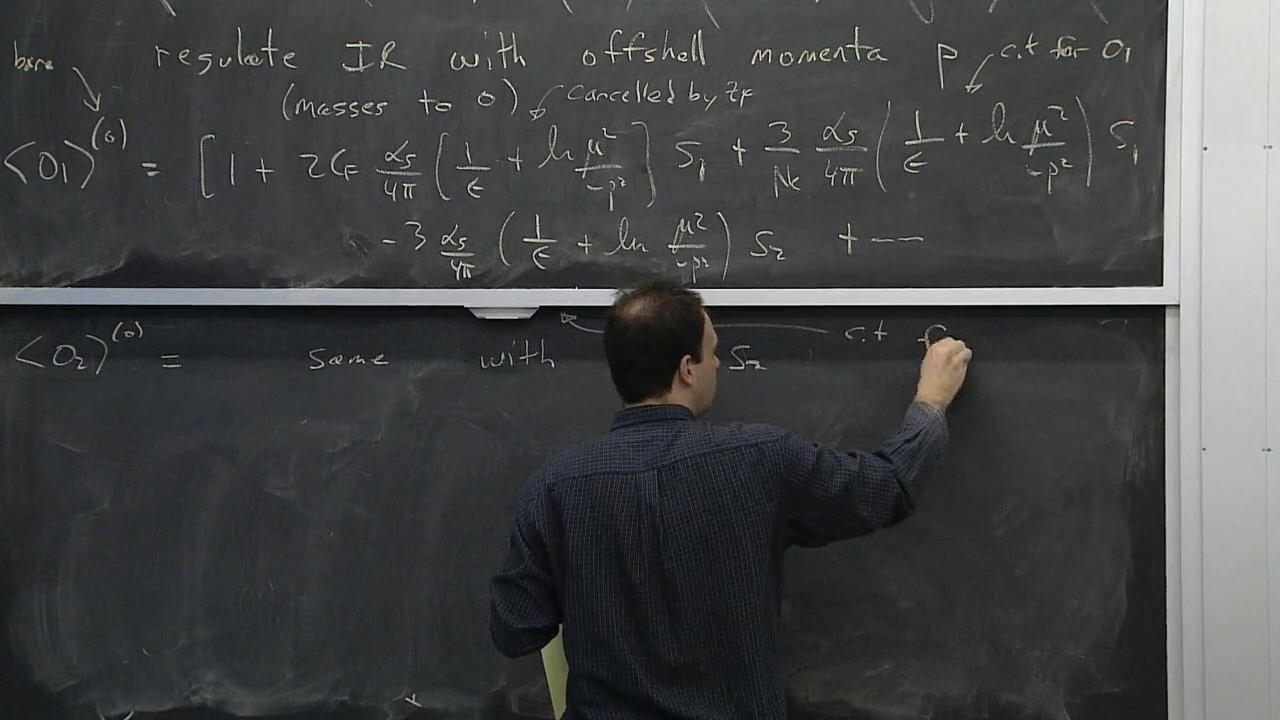 bare regulate IR with offshell momenta p c.t for O₁
(masses to 0) cancelled by Z_F
<O₁>^(0) = [1 + 2C_F αs/4π (1/ε + ln μ²/-p²] S₁ + 3/Nc αs/4π (1/ε + ln μ²/-p²) S₁
- 3 αs/4π (1/ε + ln μ²/-p²) S₂ + ---
<O₂>^(0) = same with S₂ c.t